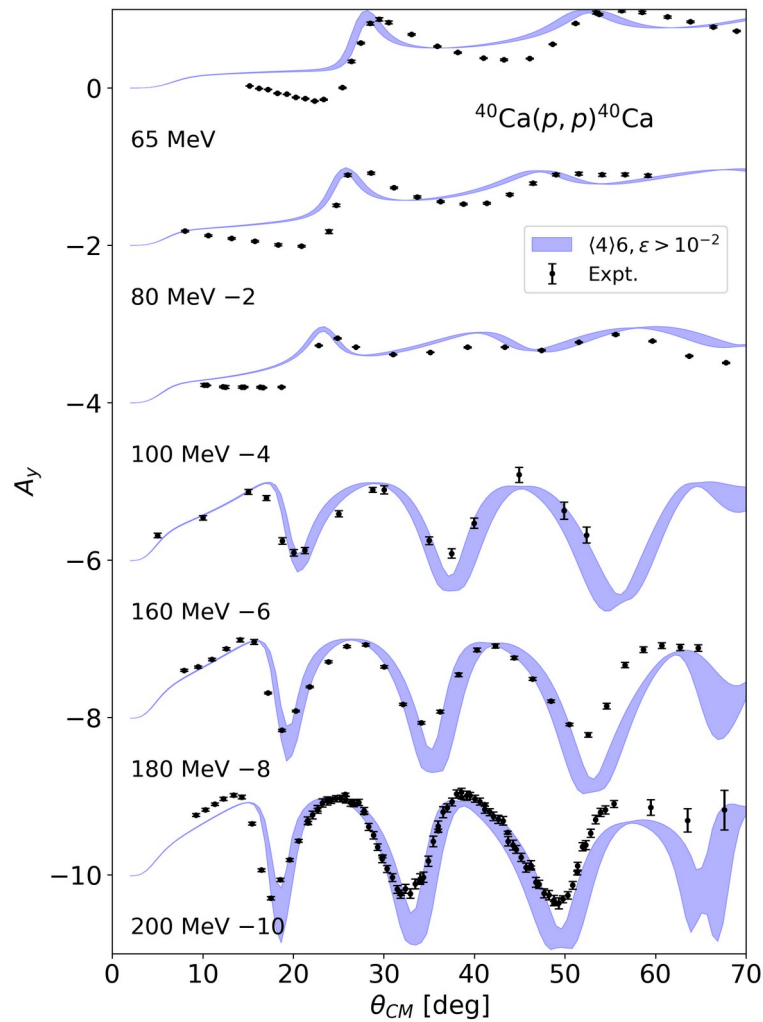 0
⁴⁰Ca(p, p)⁴⁰Ca
65 MeV
−2
⟨4⟩6, ε > 10⁻²
Expt.
80 MeV −2
−4
100 MeV −4
A_y
−6
160 MeV −6
−8
180 MeV −8
−10
200 MeV −10
0 10 20 30 40 50 60 70
θ_CM [deg]